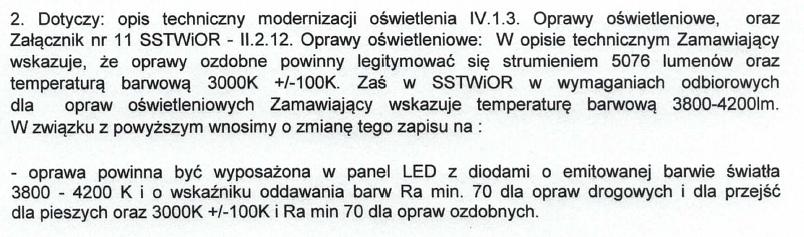 2. Dotyczy: opis techniczny modernizacji oświetlenia IV.1.3. Oprawy oświetleniowe, oraz
Załącznik nr 11 SSTWiOR - II.2.12. Oprawy oświetleniowe: W opisie technicznym Zamawiający
wskazuje, że oprawy ozdobne powinny legitymować się strumieniem 5076 lumenów oraz
temperaturą barwową 3000K +/-100K. Zaś w SSTWiOR w wymaganiach odbiorowych
dla opraw oświetleniowych Zamawiający wskazuje temperaturę barwową 3800-4200lm.
W związku z powyższym wnosimy o zmianę tego zapisu na :
- oprawa powinna być wyposażona w panel LED z diodami o emitowanej barwie światła
3800 - 4200 K i o wskaźniku oddawania barw Ra min. 70 dla opraw drogowych i dla przejść
dla pieszych oraz 3000K +/-100K i Ra min 70 dla opraw ozdobnych.